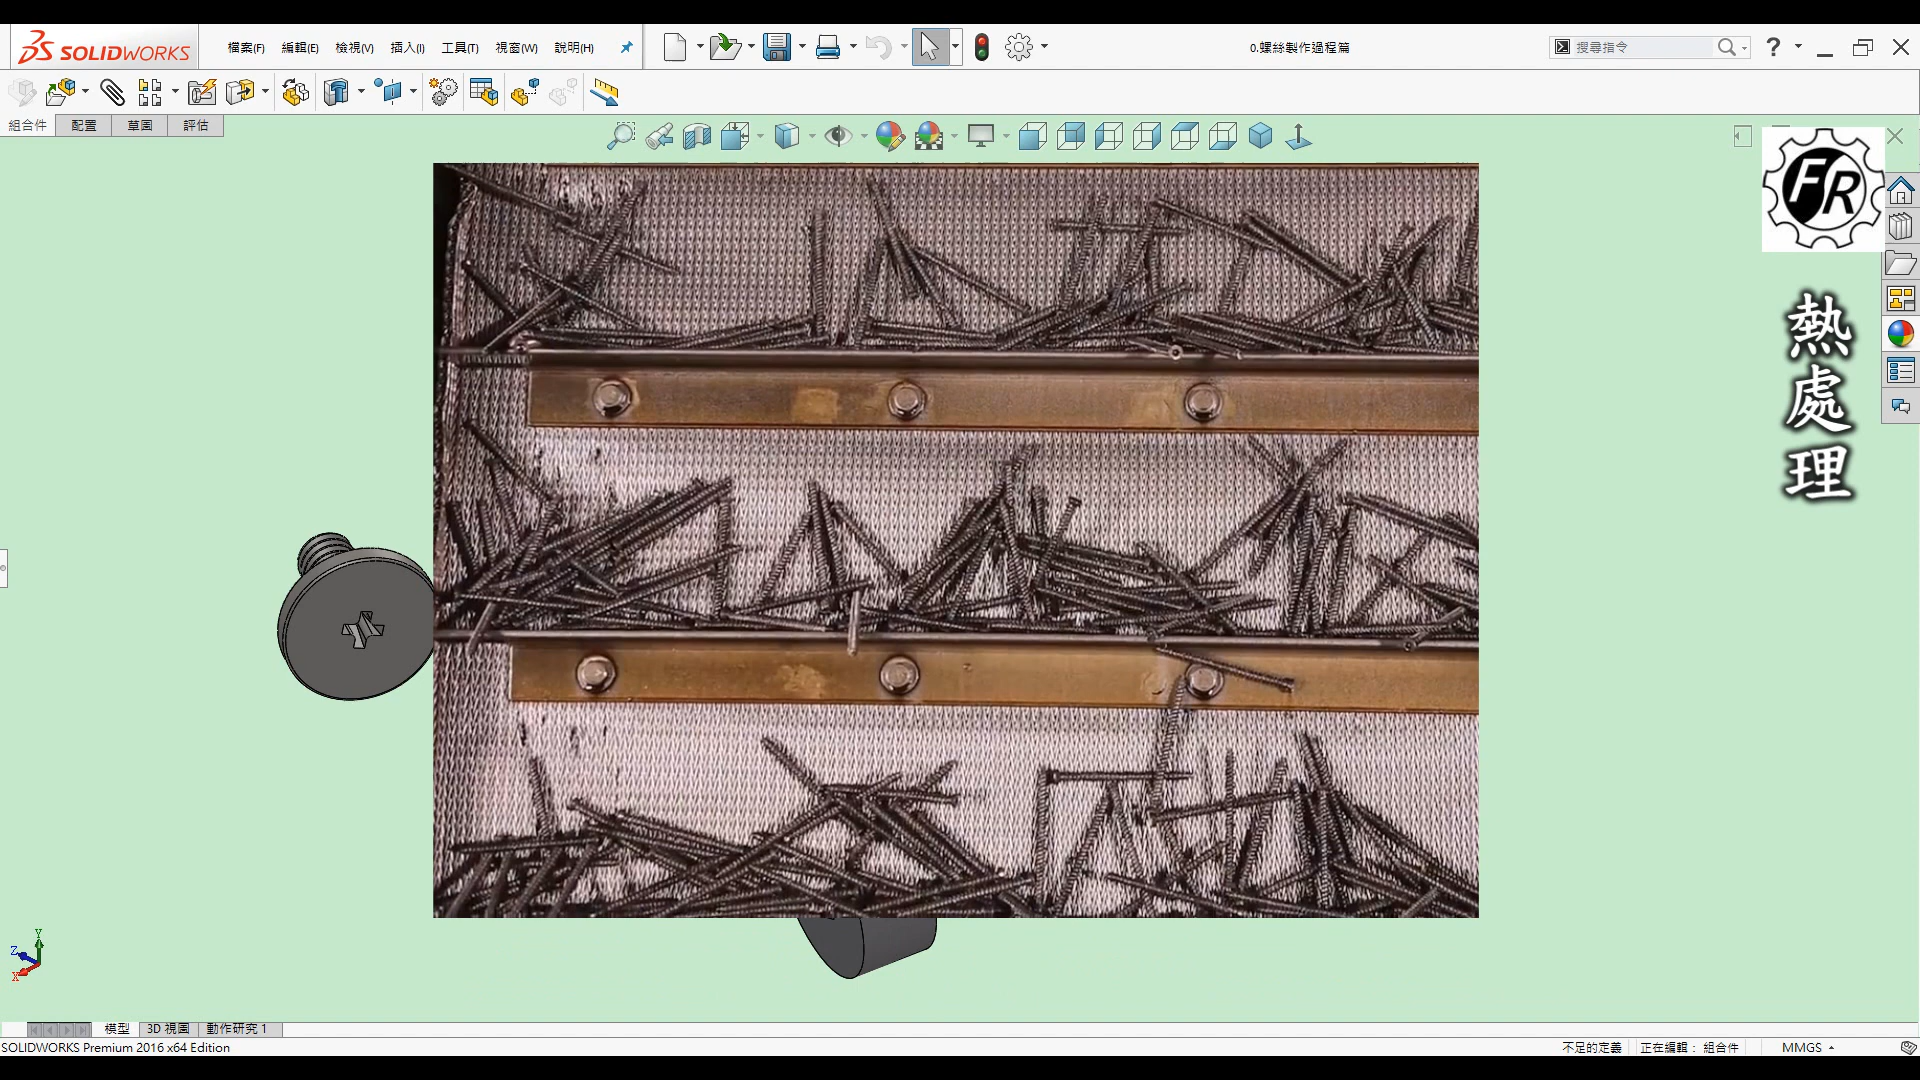 SOLIDWORKS
檔案(F) 編輯(E) 檢視(V) 插入(I) 工具(T) 視窗(W) 說明(H)
0.螺絲製作過程篇
搜尋指令
?
組合件 配置 草圖 評估
FR
熱處理
Y
Z
X
模型 3D 視圖 動作研究 1
SOLIDWORKS Premium 2016 x64 Edition
不足的定義 正在編輯： 組合件 MMGS